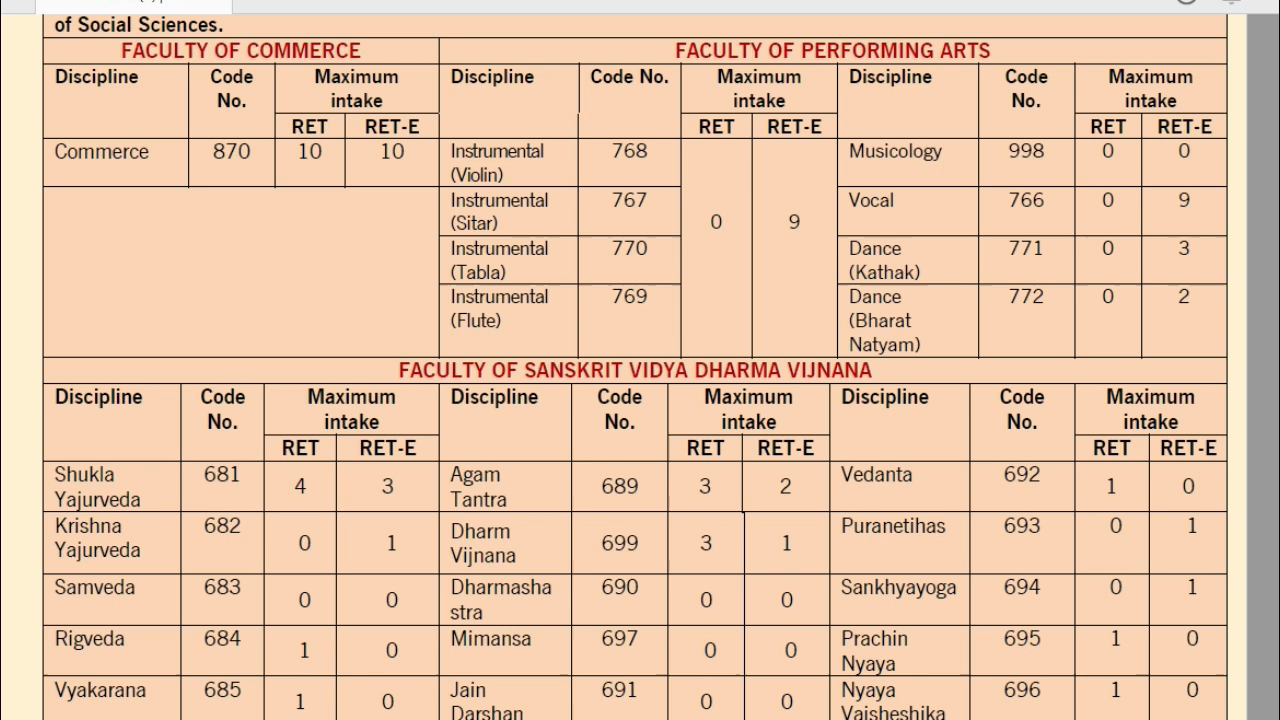 of Social Sciences.
FACULTY OF COMMERCE FACULTY OF PERFORMING ARTS
Discipline Code Maximum Discipline Code No. Maximum Discipline Code Maximum
No. intake intake No. intake
RET RET-E RET RET-E RET RET-E
Commerce 870 10 10 Instrumental 768 Musicology 998 0 0
(Violin)
Instrumental 767 Vocal 766 0 9
(Sitar) 0 9
Instrumental 770 Dance 771 0 3
(Tabla) (Kathak)
Instrumental 769 Dance 772 0 2
(Flute) (Bharat
Natyam)
FACULTY OF SANSKRIT VIDYA DHARMA VIJNANA
Discipline Code Maximum Discipline Code Maximum Discipline Code Maximum
No. intake No. intake No. intake
RET RET-E RET RET-E RET RET-E
Shukla 681 4 3 Agam 689 3 2 Vedanta 692 1 0
Yajurveda Tantra
Krishna 682 0 1 Dharm 699 3 1 Puranetihas 693 0 1
Yajurveda Vijnana
Samveda 683 0 0 Dharmasha 690 0 0 Sankhyayoga 694 0 1
stra
Rigveda 684 1 0 Mimansa 697 0 0 Prachin 695 1 0
Nyaya
Vyakarana 685 1 0 Jain 691 0 0 Nyaya 696 1 0
Darshan Vaisheshika